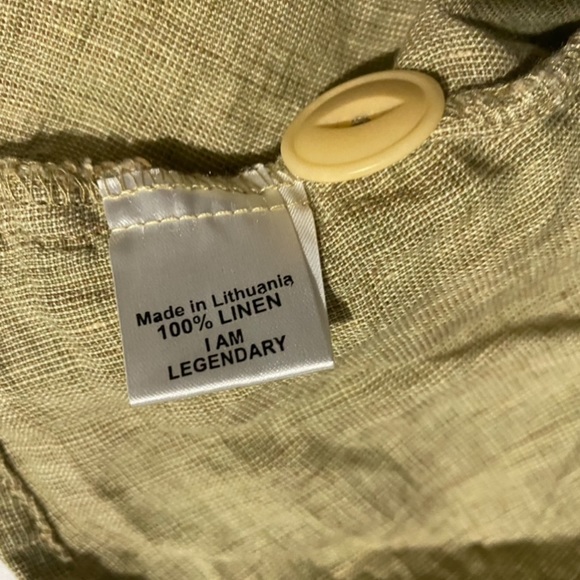 Made in Lithuania
100% LINEN
I AM
LEGENDARY